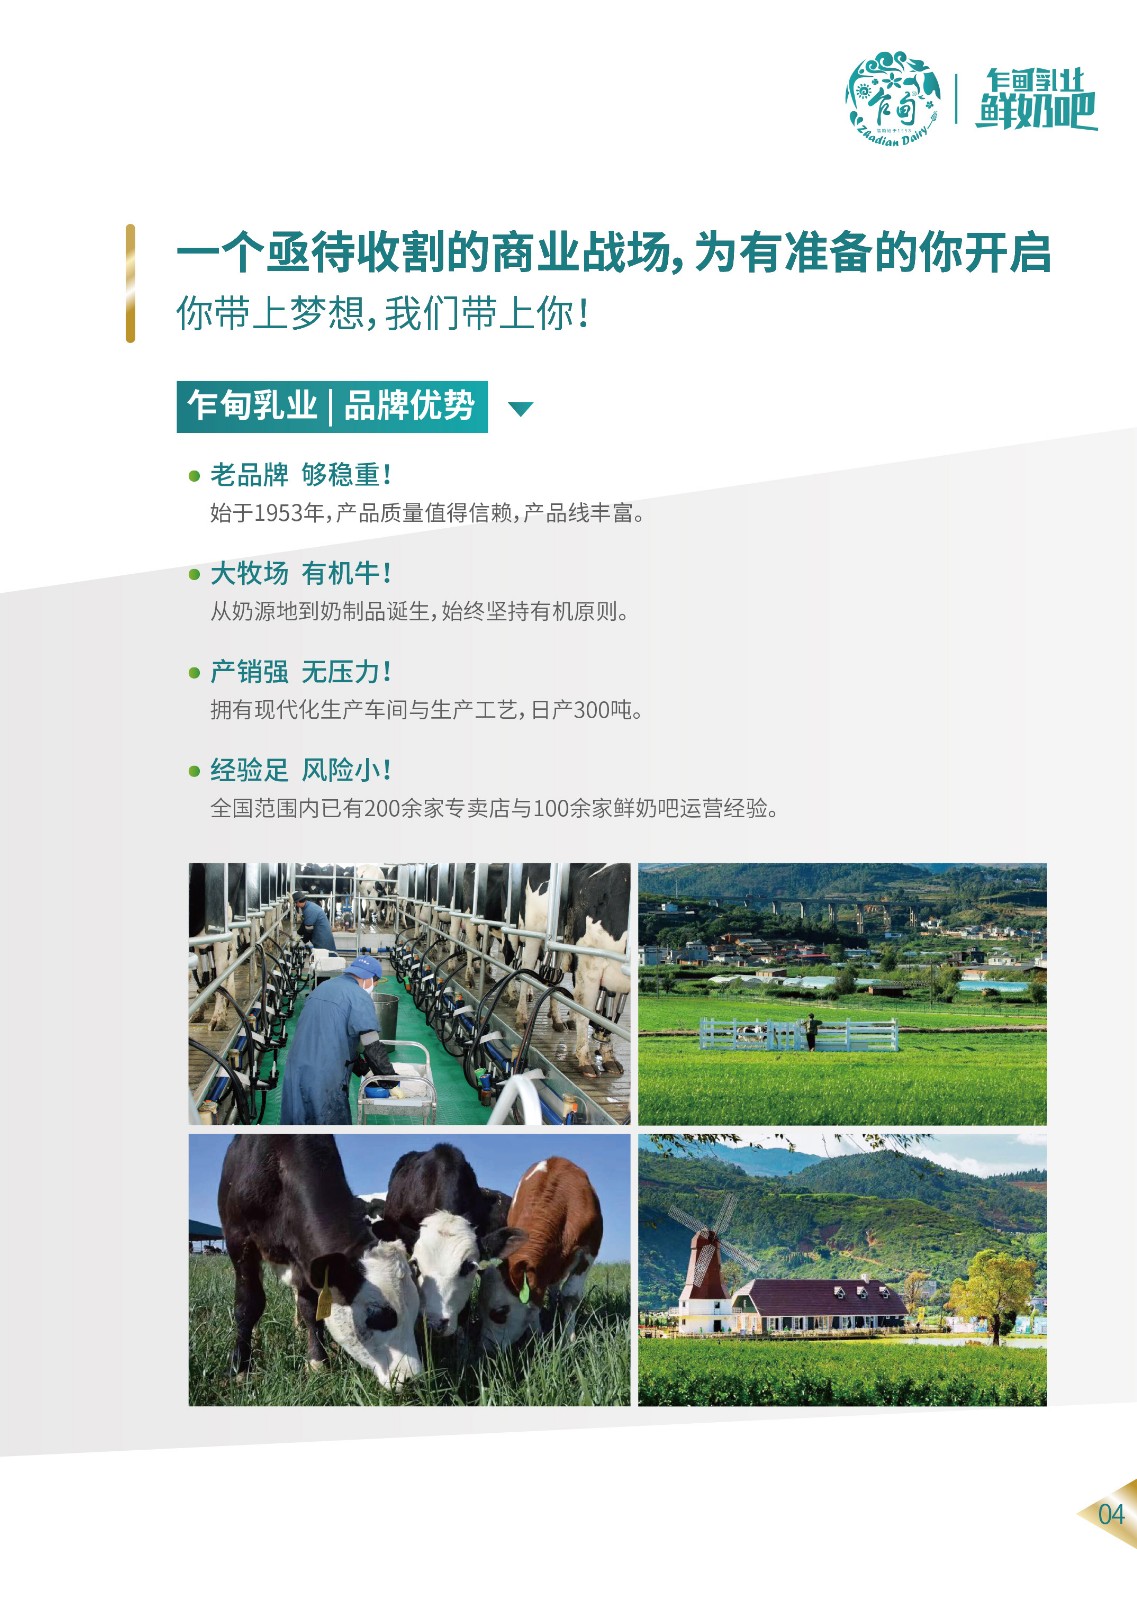 乍甸
Zhadian Dairy
乍甸乳业
鲜奶吧
一个亟待收割的商业战场，为有准备的你开启
你带上梦想，我们带上你！
乍甸乳业 | 品牌优势
老品牌 够稳重！
始于1953年，产品质量值得信赖，产品线丰富。
大牧场 有机牛！
从奶源地到奶制品诞生，始终坚持有机原则。
产销强 无压力！
拥有现代化生产车间与生产工艺，日产300吨。
经验足 风险小！
全国范围内已有200余家专卖店与100余家鲜奶吧运营经验。
04